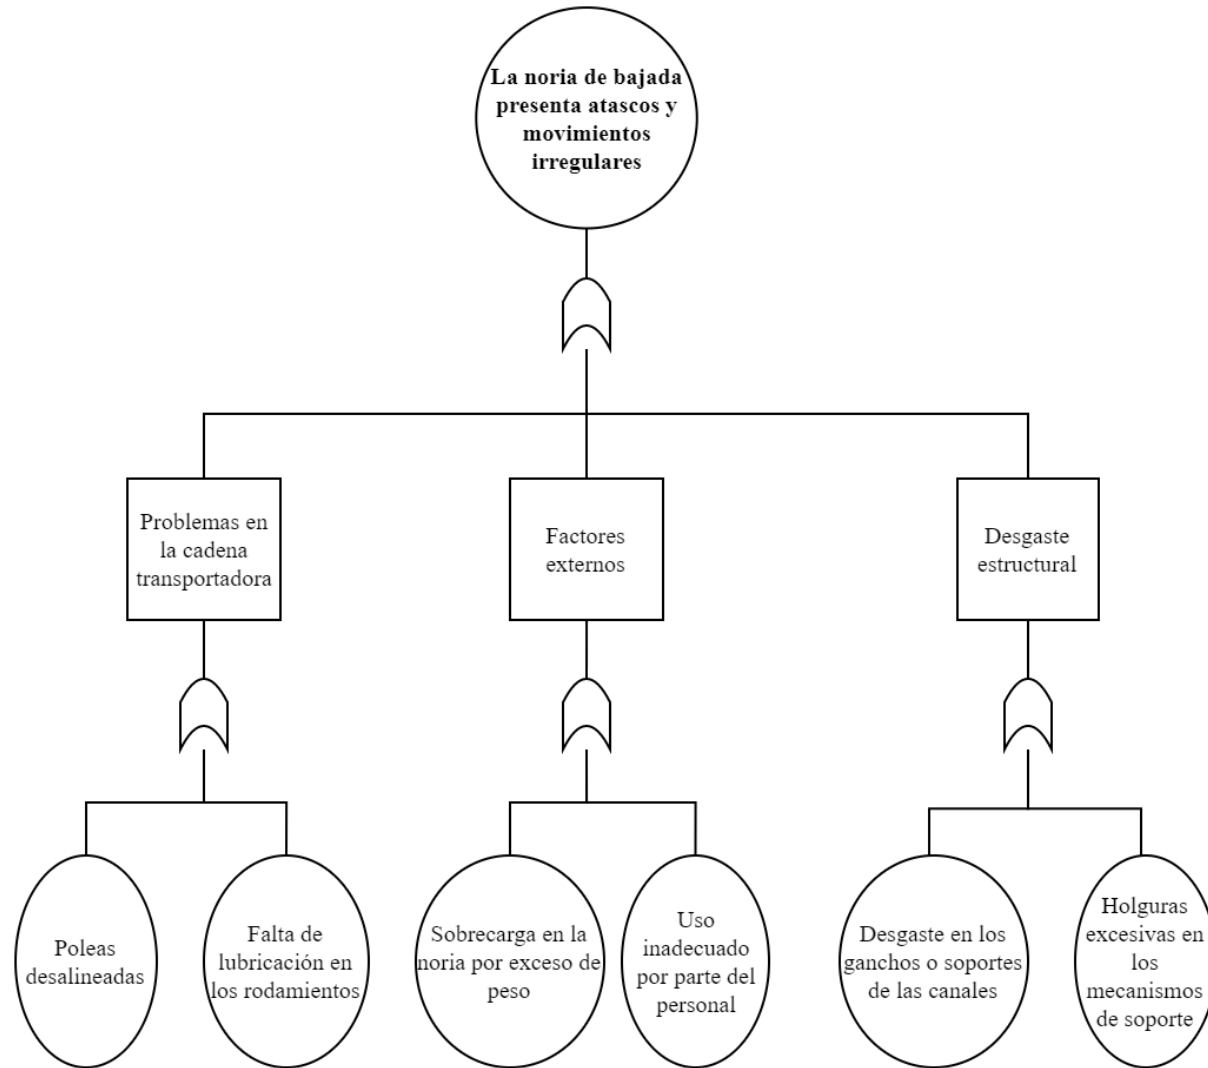 La noria de bajada
presenta atascos y
movimientos
irregulares
Problemas en
la cadena
transportadora
Factores
externos
Desgaste
estructural
Poleas
desalineadas
Falta de
lubricación en
los rodamientos
Sobrecarga en la
noria por exceso de
peso
Uso
inadecuado
por parte del
personal
Desgaste en los
ganchos o soportes
de las canales
Holguras
excesivas en
los
mecanismos
de soporte